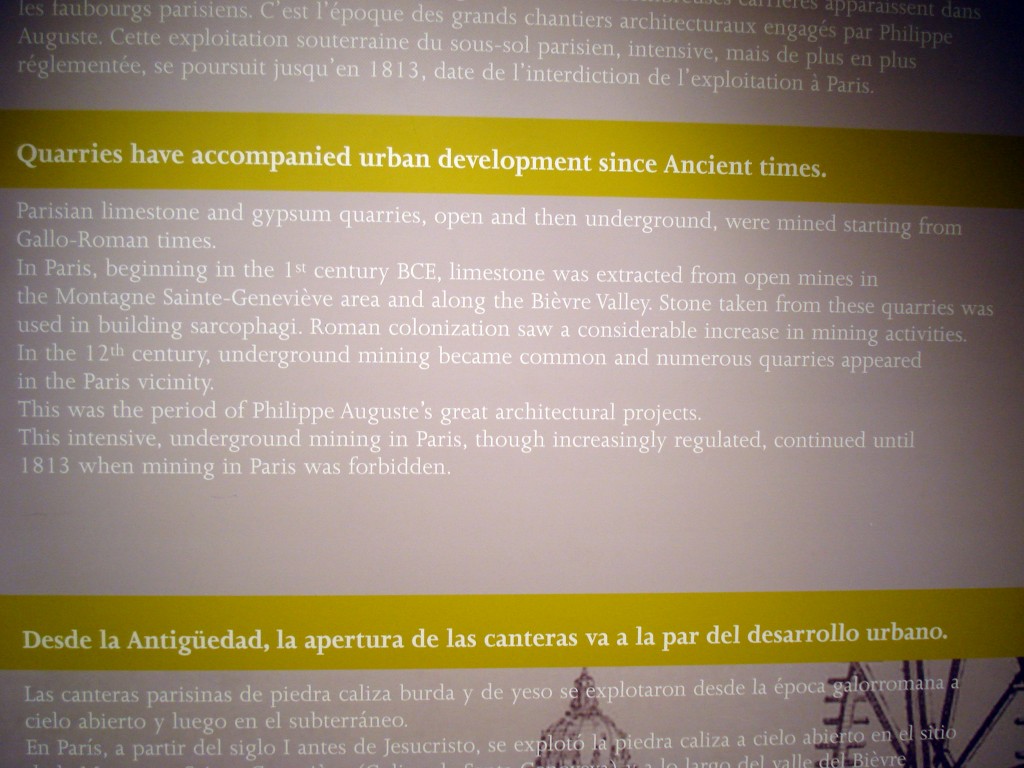 carrières apparaissent dans
les faubourgs parisiens. C'est l'époque des grands chantiers architecturaux engagés par Philippe
Auguste. Cette exploitation souterraine du sous-sol parisien, intensive, mais de plus en plus
réglementée, se poursuit jusqu'en 1813, date de l'interdiction de l'exploitation à Paris.
Quarries have accompanied urban development since Ancient times.
Parisian limestone and gypsum quarries, open and then underground, were mined starting from
Gallo-Roman times.
In Paris, beginning in the 1st century BCE, limestone was extracted from open mines in
the Montagne Sainte-Geneviève area and along the Bièvre Valley. Stone taken from these quarries was
used in building sarcophagi. Roman colonization saw a considerable increase in mining activities.
In the 12th century, underground mining became common and numerous quarries appeared
in the Paris vicinity.
This was the period of Philippe Auguste's great architectural projects.
This intensive, underground mining in Paris, though increasingly regulated, continued until
1813 when mining in Paris was forbidden.
Desde la Antigüedad, la apertura de las canteras va a la par del desarrollo urbano.
Las canteras parisinas de piedra caliza burda y de yeso se explotaron desde la época galorromana a
cielo abierto y luego en el subterráneo.
En París, a partir del siglo I antes de Jesucristo, se explotó la piedra caliza a cielo abierto en el sitio
a lo largo del valle del Bièvre